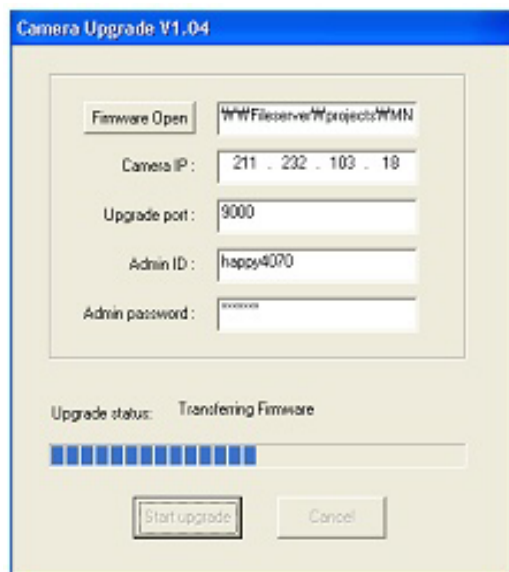 Camera Upgrade V1.04
Firmware Open ₩₩Fileserver₩projects₩MN
Camera IP : 211 . 232 . 103 . 18
Upgrade port : 9000
Admin ID : happy4070
Admin password : *******
Upgrade status: Transferring Firmware
Start upgrade Cancel